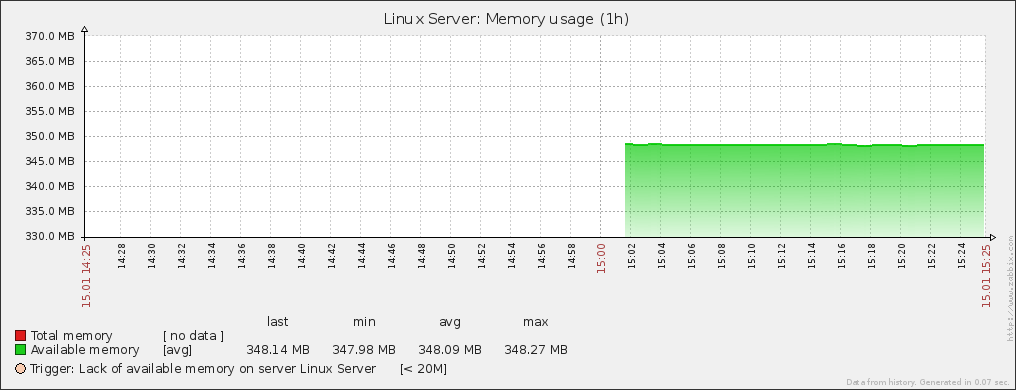 Linux Server: Memory usage (1h)
370.0 MB
365.0 MB
360.0 MB
355.0 MB
350.0 MB
345.0 MB
340.0 MB
335.0 MB
330.0 MB
15.01 14:25
14:28
14:30
14:32
14:34
14:36
14:38
14:40
14:42
14:44
14:46
14:48
14:50
14:52
14:54
14:56
14:58
15:00
15:02
15:04
15:06
15:08
15:10
15:12
15:14
15:16
15:18
15:20
15:22
15:24
15.01 15:25
http://www.zabbix.com
last min avg max
Total memory [ no data ]
Available memory [avg] 348.14 MB 347.98 MB 348.09 MB 348.27 MB
Trigger: Lack of available memory on server Linux Server [< 20M]
Data from history. Generated in 0.07 sec.